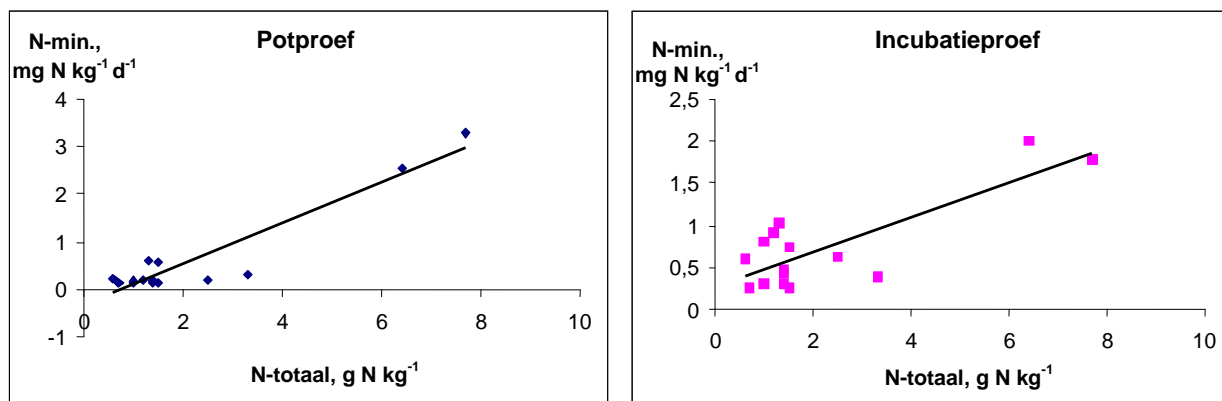 Potproef
N-min.,
mg N kg⁻¹ d⁻¹
4
3
2
1
0
-1
0 2 4 6 8 10
N-totaal, g N kg⁻¹
Incubatieproef
N-min.,
mg N kg⁻¹ d⁻¹
2,5
2
1,5
1
0,5
0
0 2 4 6 8 10
N-totaal, g N kg⁻¹